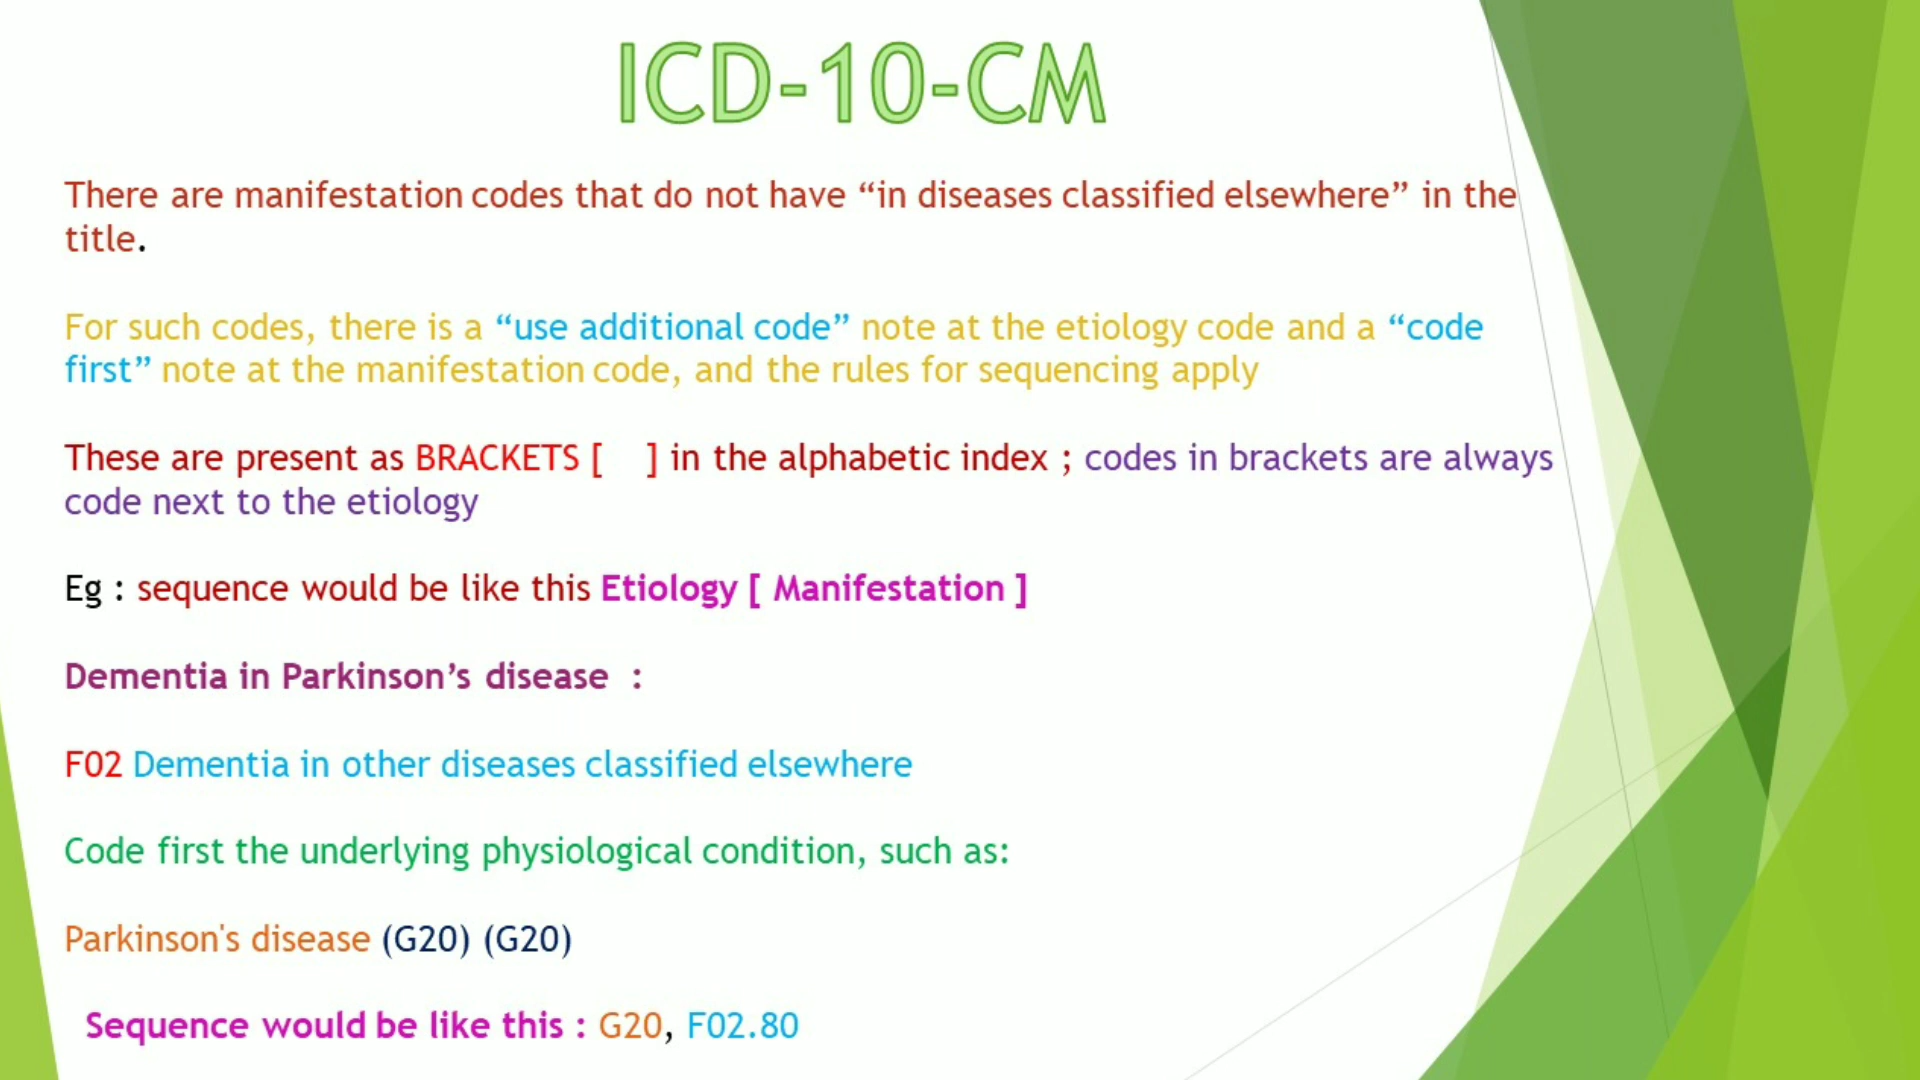 ICD-10-CM
There are manifestation codes that do not have “in diseases classified elsewhere” in the
title.
For such codes, there is a “use additional code” note at the etiology code and a “code
first” note at the manifestation code, and the rules for sequencing apply
These are present as BRACKETS [   ] in the alphabetic index ; codes in brackets are always
code next to the etiology
Eg : sequence would be like this Etiology [ Manifestation ]
Dementia in Parkinson’s disease  :
F02 Dementia in other diseases classified elsewhere
Code first the underlying physiological condition, such as:
Parkinson's disease (G20) (G20)
Sequence would be like this : G20, F02.80